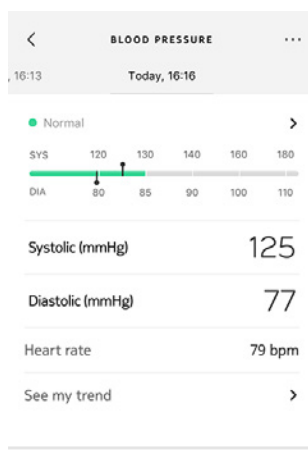 BLOOD PRESSURE ...
, 16:13 Today, 16:16
Normal
SYS 120 130 140 160 180
DIA 80 85 90 100 110
Systolic (mmHg) 125
Diastolic (mmHg) 77
Heart rate 79 bpm
See my trend